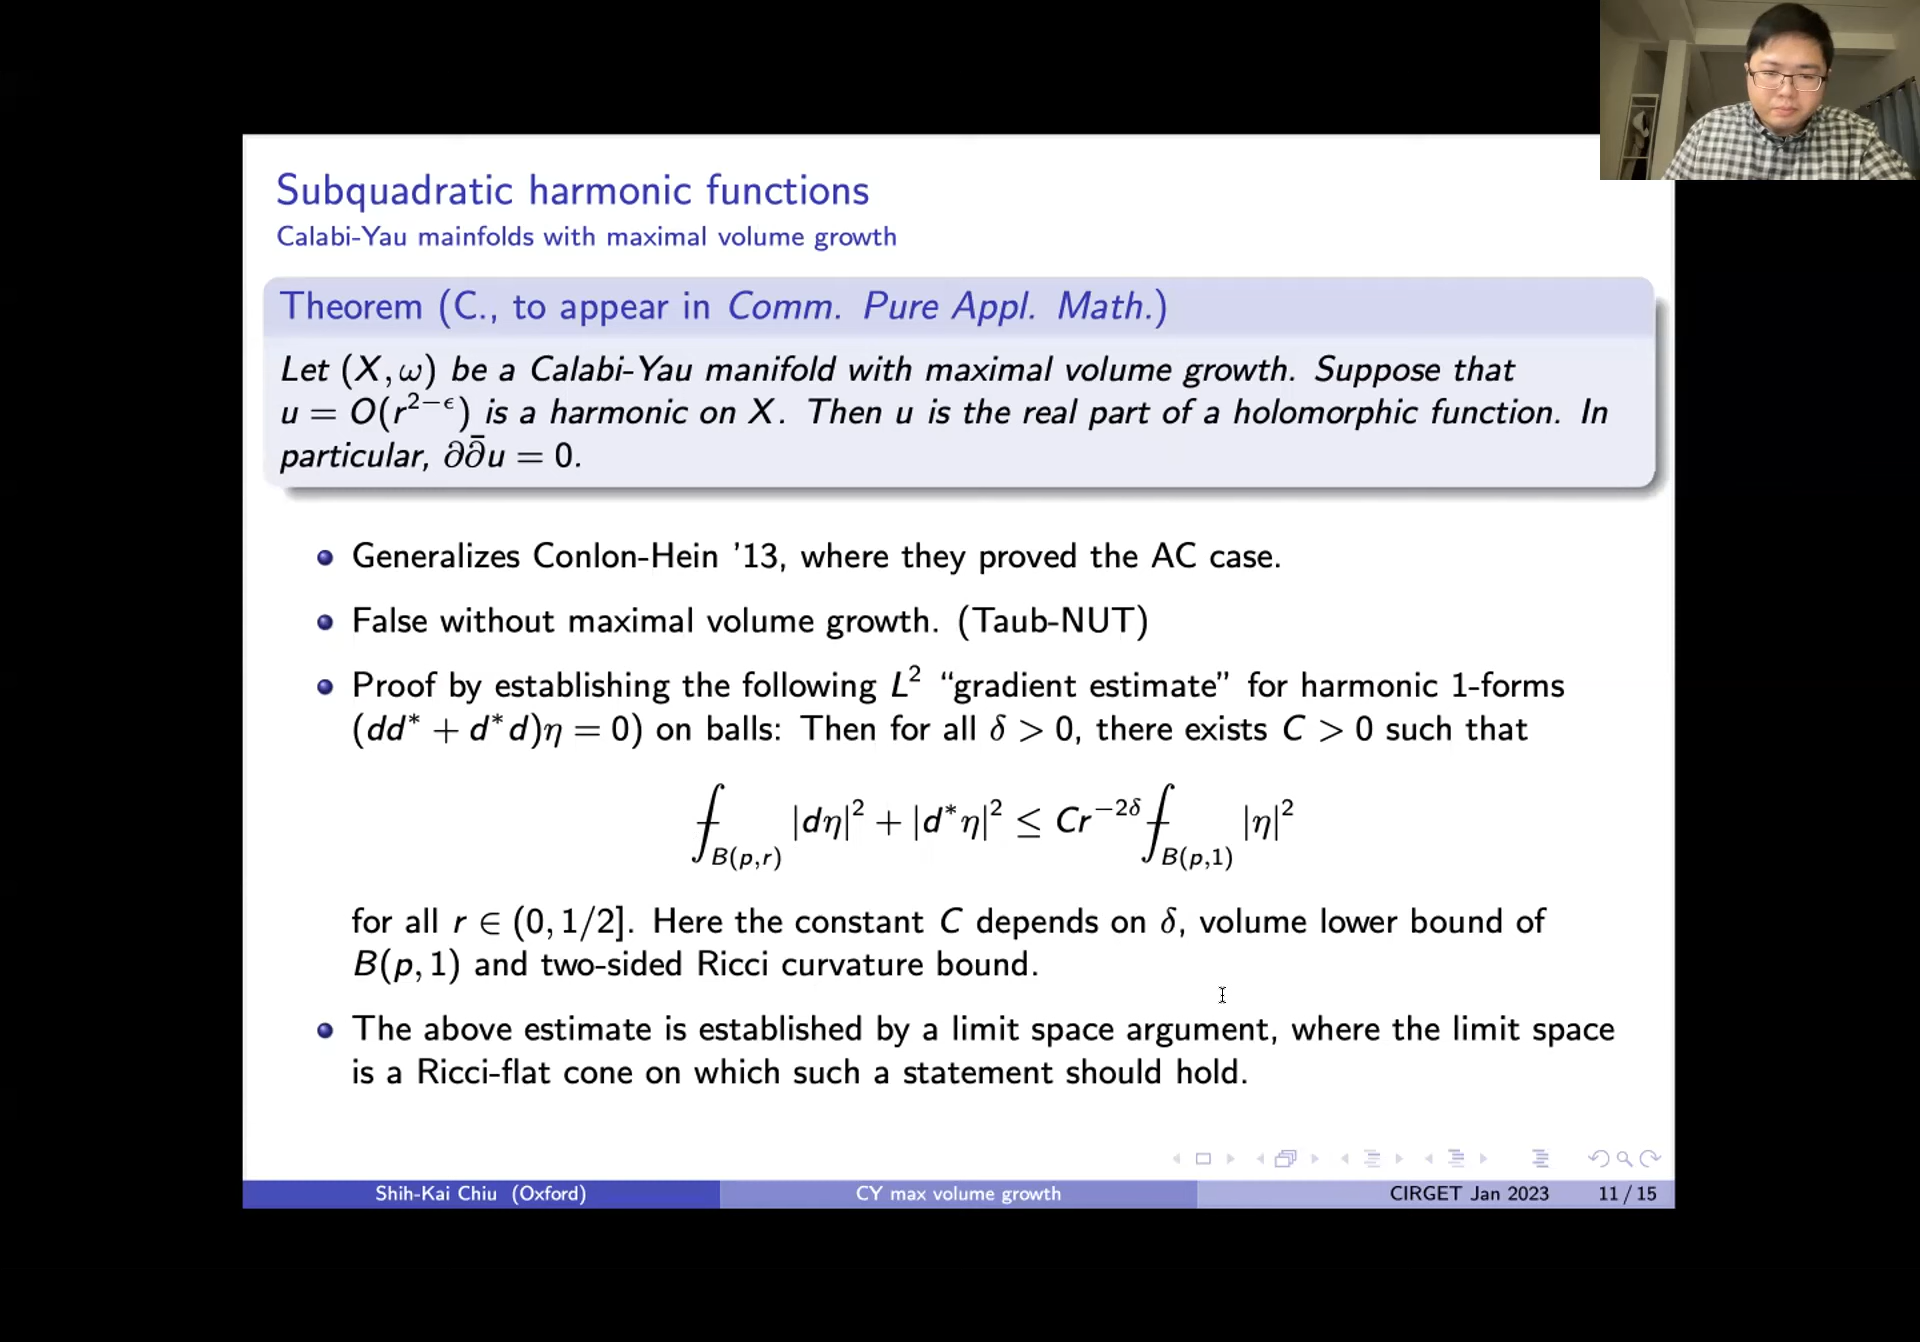 Subquadratic harmonic functions
Calabi-Yau mainfolds with maximal volume growth
Theorem (C., to appear in Comm. Pure Appl. Math.)
Let (X, ω) be a Calabi-Yau manifold with maximal volume growth. Suppose that
u = O(r^{2−ϵ}) is a harmonic on X. Then u is the real part of a holomorphic function. In
particular, ∂∂̄u = 0.
Generalizes Conlon-Hein '13, where they proved the AC case.
False without maximal volume growth. (Taub-NUT)
Proof by establishing the following L² “gradient estimate” for harmonic 1-forms
(dd* + d*d)η = 0) on balls: Then for all δ > 0, there exists C > 0 such that
⨍_{B(p,r)} |dη|² + |d*η|² ≤ Cr^{−2δ} ⨍_{B(p,1)} |η|²
for all r ∈ (0, 1/2]. Here the constant C depends on δ, volume lower bound of
B(p, 1) and two-sided Ricci curvature bound.
The above estimate is established by a limit space argument, where the limit space
is a Ricci-flat cone on which such a statement should hold.
Shih-Kai Chiu (Oxford) CY max volume growth CIRGET Jan 2023 11 / 15